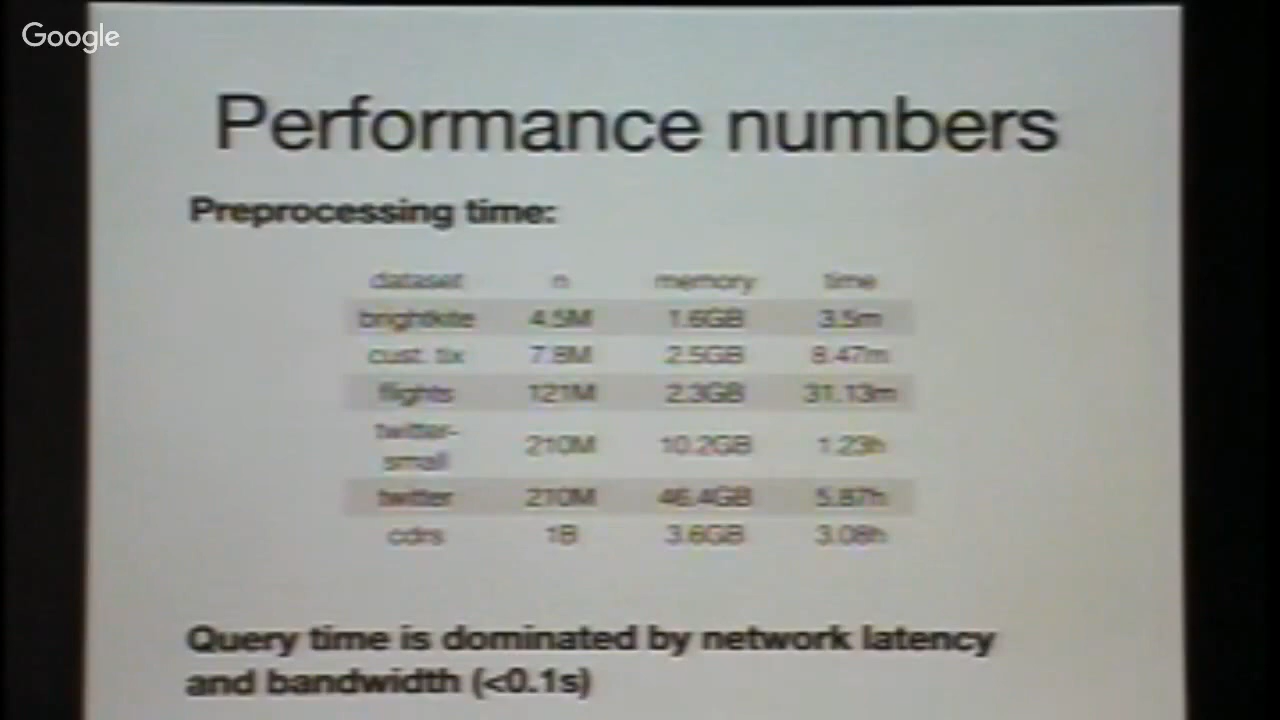 Google
Performance numbers
Preprocessing time:
dataset n memory time
brightkite 4.5M 1.6GB 3.5m
cust. tix 7.8M 2.5GB 8.47m
flights 121M 2.3GB 31.13m
twitter-
small 210M 10.2GB 1.23h
twitter 210M 46.4GB 5.87h
cdrs 1B 3.6GB 3.08h
Query time is dominated by network latency
and bandwidth (<0.1s)